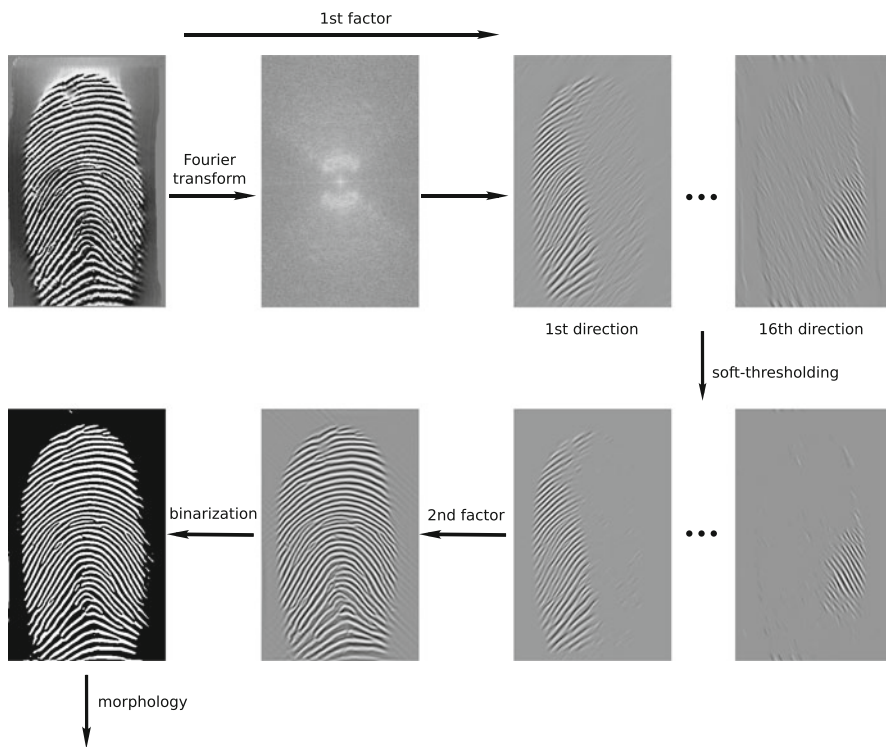 1st factor
Fourier
transform
1st direction
16th direction
soft-thresholding
binarization
2nd factor
morphology